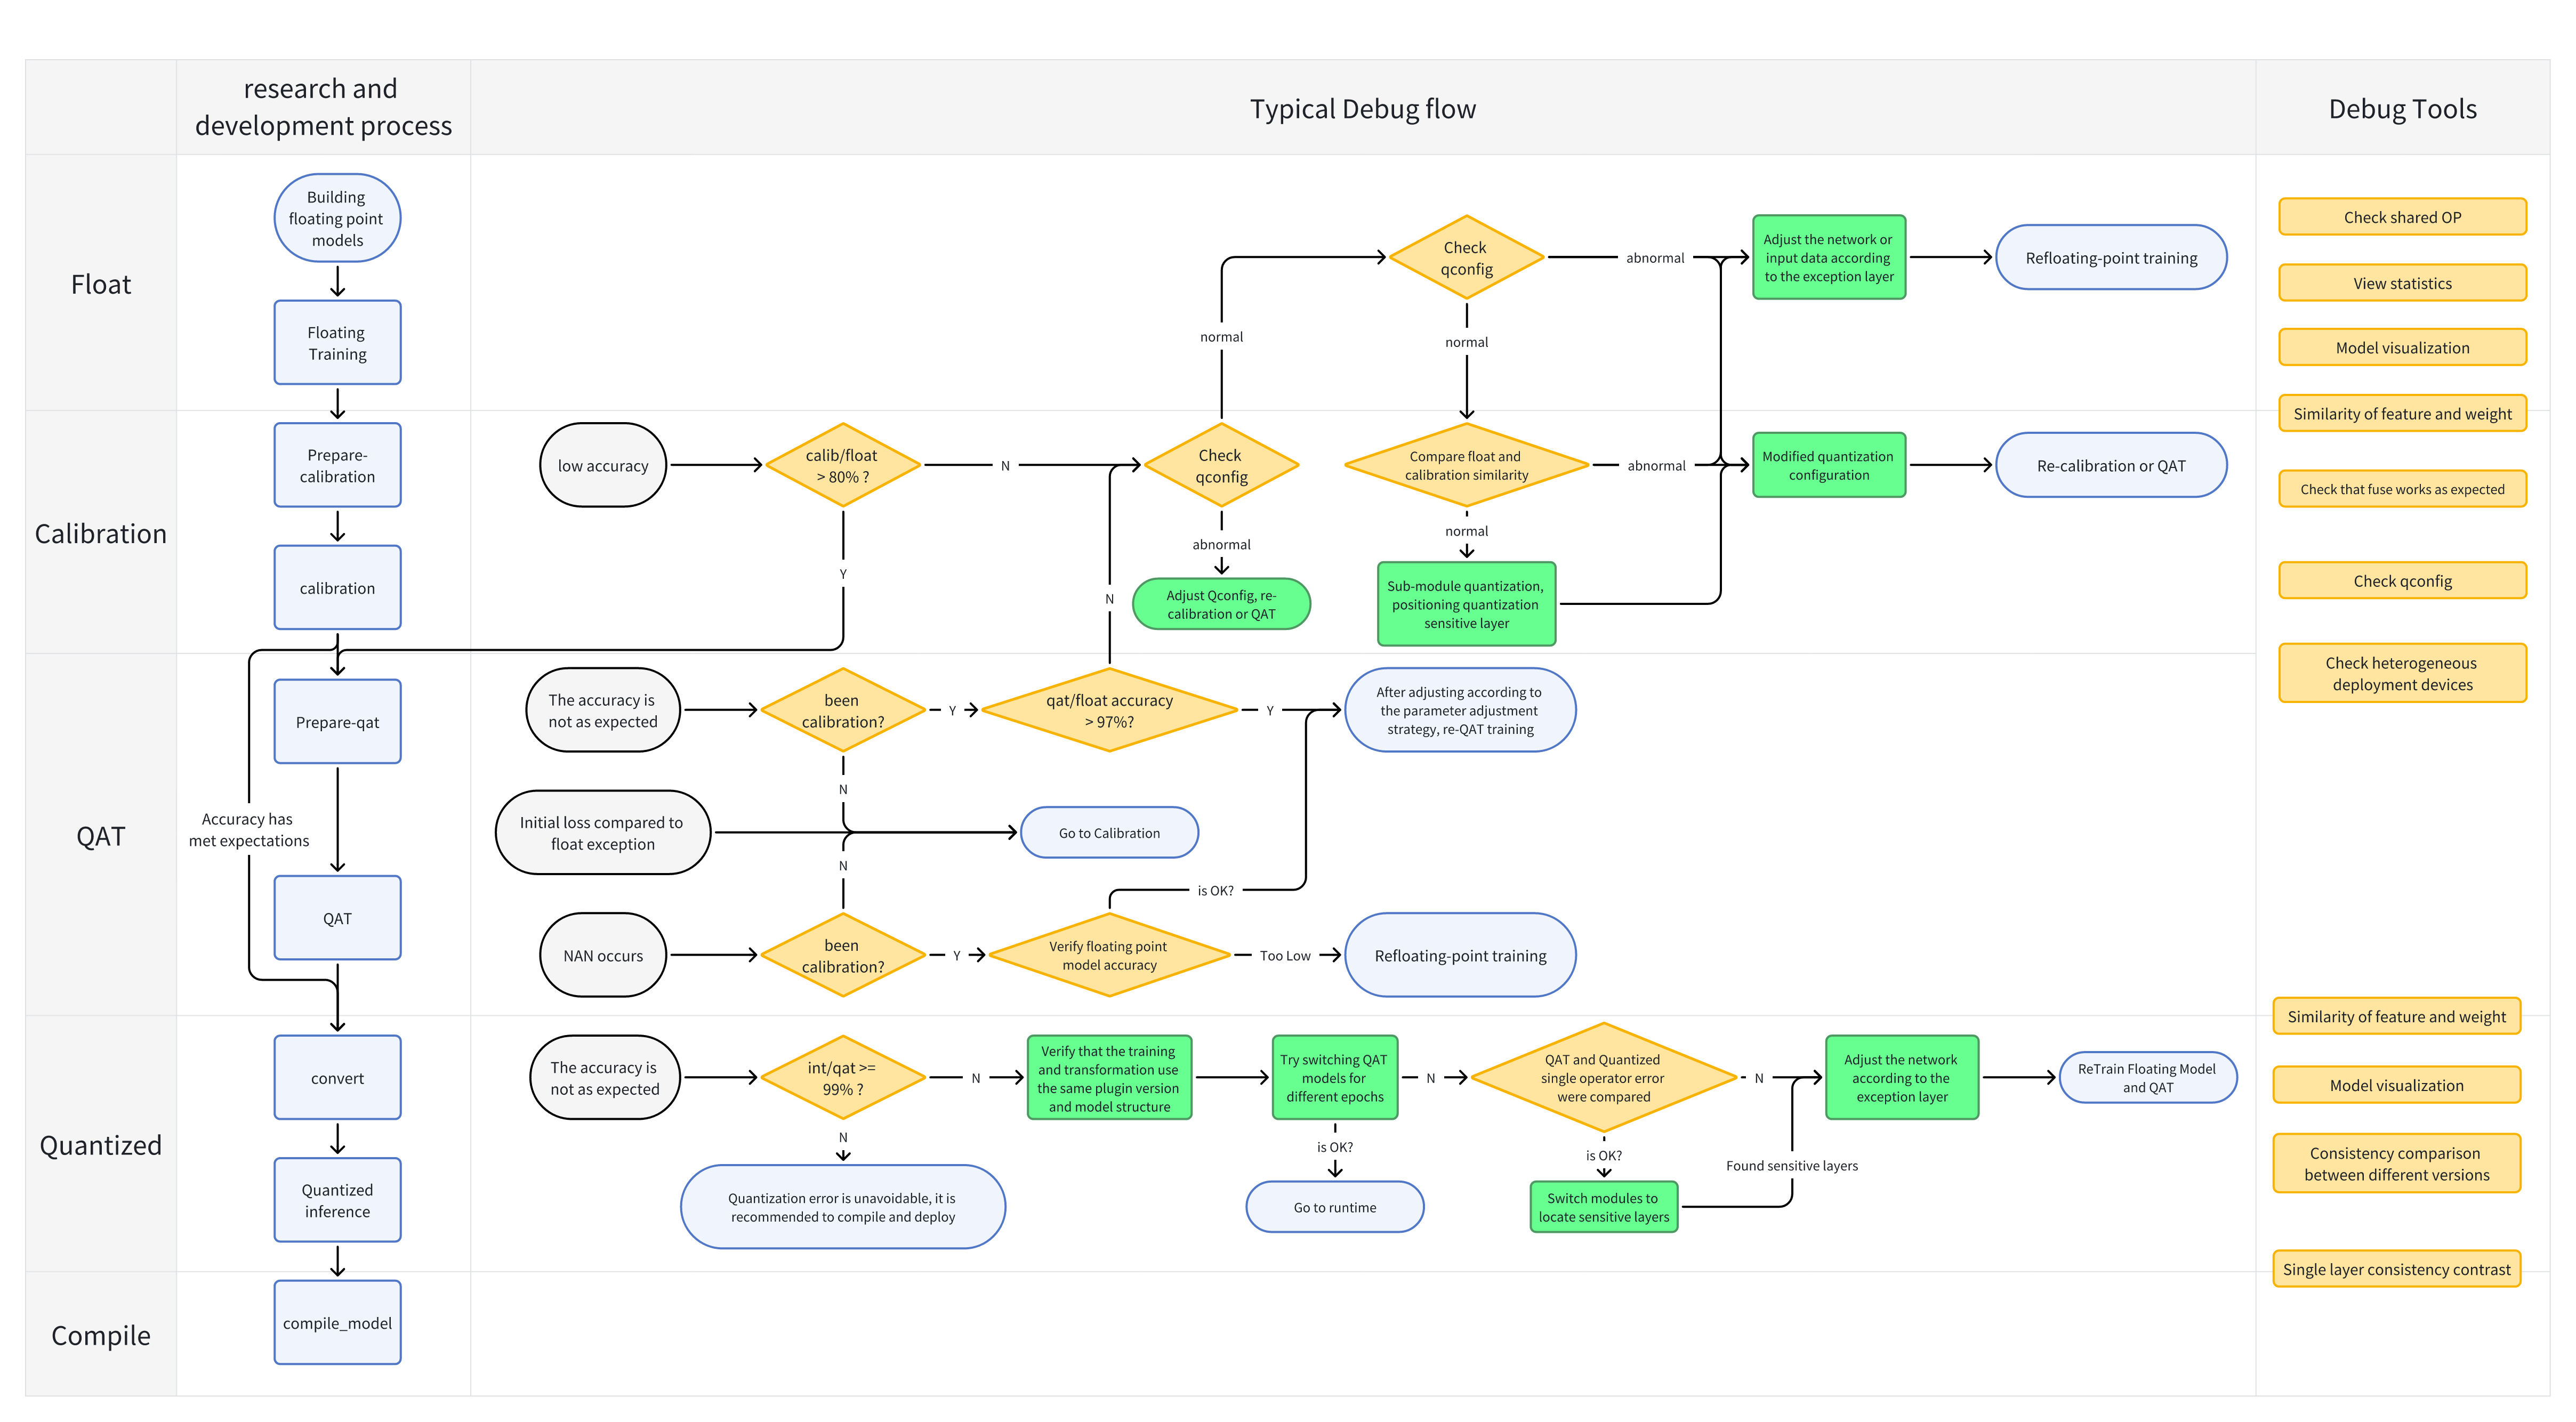 research and
development process
Typical Debug flow
Debug Tools
Float
Building
floating point
models
Floating
Training
Check
qconfig
abnormal
Adjust the network or
input data according
to the exception layer
Refloating-point training
normal
normal
Check shared OP
View statistics
Model visualization
Similarity of feature and weight
Calibration
Prepare-
calibration
calibration
low accuracy
calib/float
> 80% ?
N
Check
qconfig
Compare float and
calibration similarity
abnormal
Modified quantization
configuration
Re-calibration or QAT
Y
N
abnormal
Adjust Qconfig, re-
calibration or QAT
normal
Sub-module quantization,
positioning quantization
sensitive layer
Check that fuse works as expected
Check qconfig
Check heterogeneous
deployment devices
QAT
Prepare-qat
Accuracy has
met expectations
QAT
The accuracy is
not as expected
been
calibration?
Y
qat/float accuracy
> 97%?
Y
After adjusting according to
the parameter adjustment
strategy, re-QAT training
N
Initial loss compared to
float exception
Go to Calibration
N
is OK?
NAN occurs
been
calibration?
Y
Verify floating point
model accuracy
Too Low
Refloating-point training
Quantized
convert
Quantized
inference
The accuracy is
not as expected
int/qat >=
99% ?
N
Verify that the training
and transformation use
the same plugin version
and model structure
Try switching QAT
models for
different epochs
N
QAT and Quantized
single operator error
were compared
N
Adjust the network
according to the
exception layer
ReTrain Floating Model
and QAT
N
Quantization error is unavoidable, it is
recommended to compile and deploy
is OK?
Go to runtime
is OK?
Switch modules to
locate sensitive layers
Found sensitive layers
Similarity of feature and weight
Model visualization
Consistency comparison
between different versions
Single layer consistency contrast
Compile
compile_model